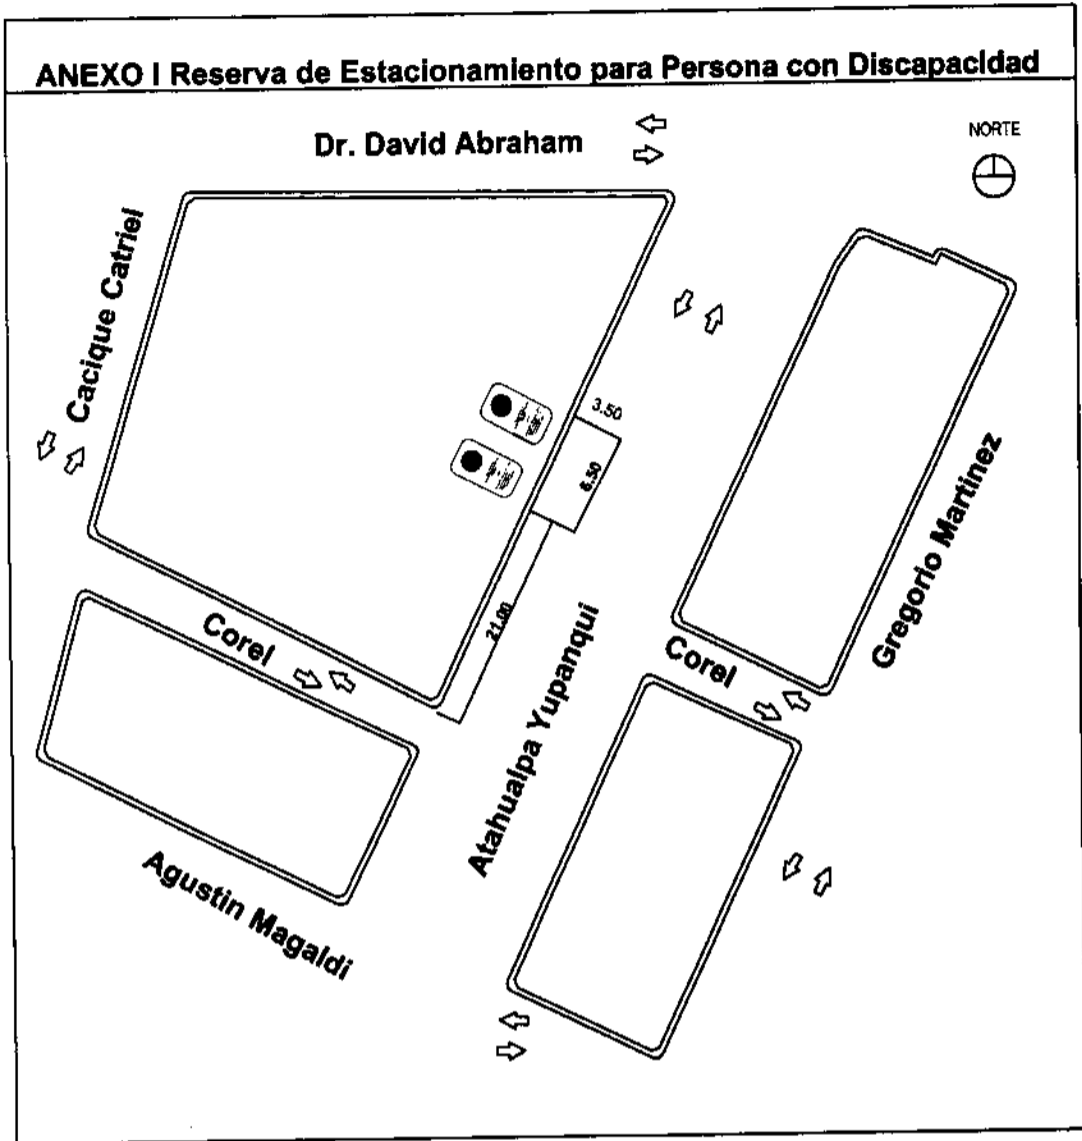 ANEXO I Reserva de Estacionamiento para Persona con Discapacidad
Dr. David Abraham
NORTE
Cacique Catriel
3.50
6.50
21.00
Corel
Corel
Gregorio Martinez
Atahualpa Yupanqui
Agustin Magaldi